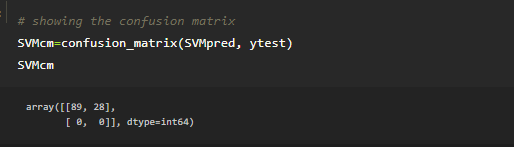 # showing the confusion matrix
SVMcm=confusion_matrix(SVMpred, ytest)
SVMcm
array([[89, 28],
[ 0, 0]], dtype=int64)